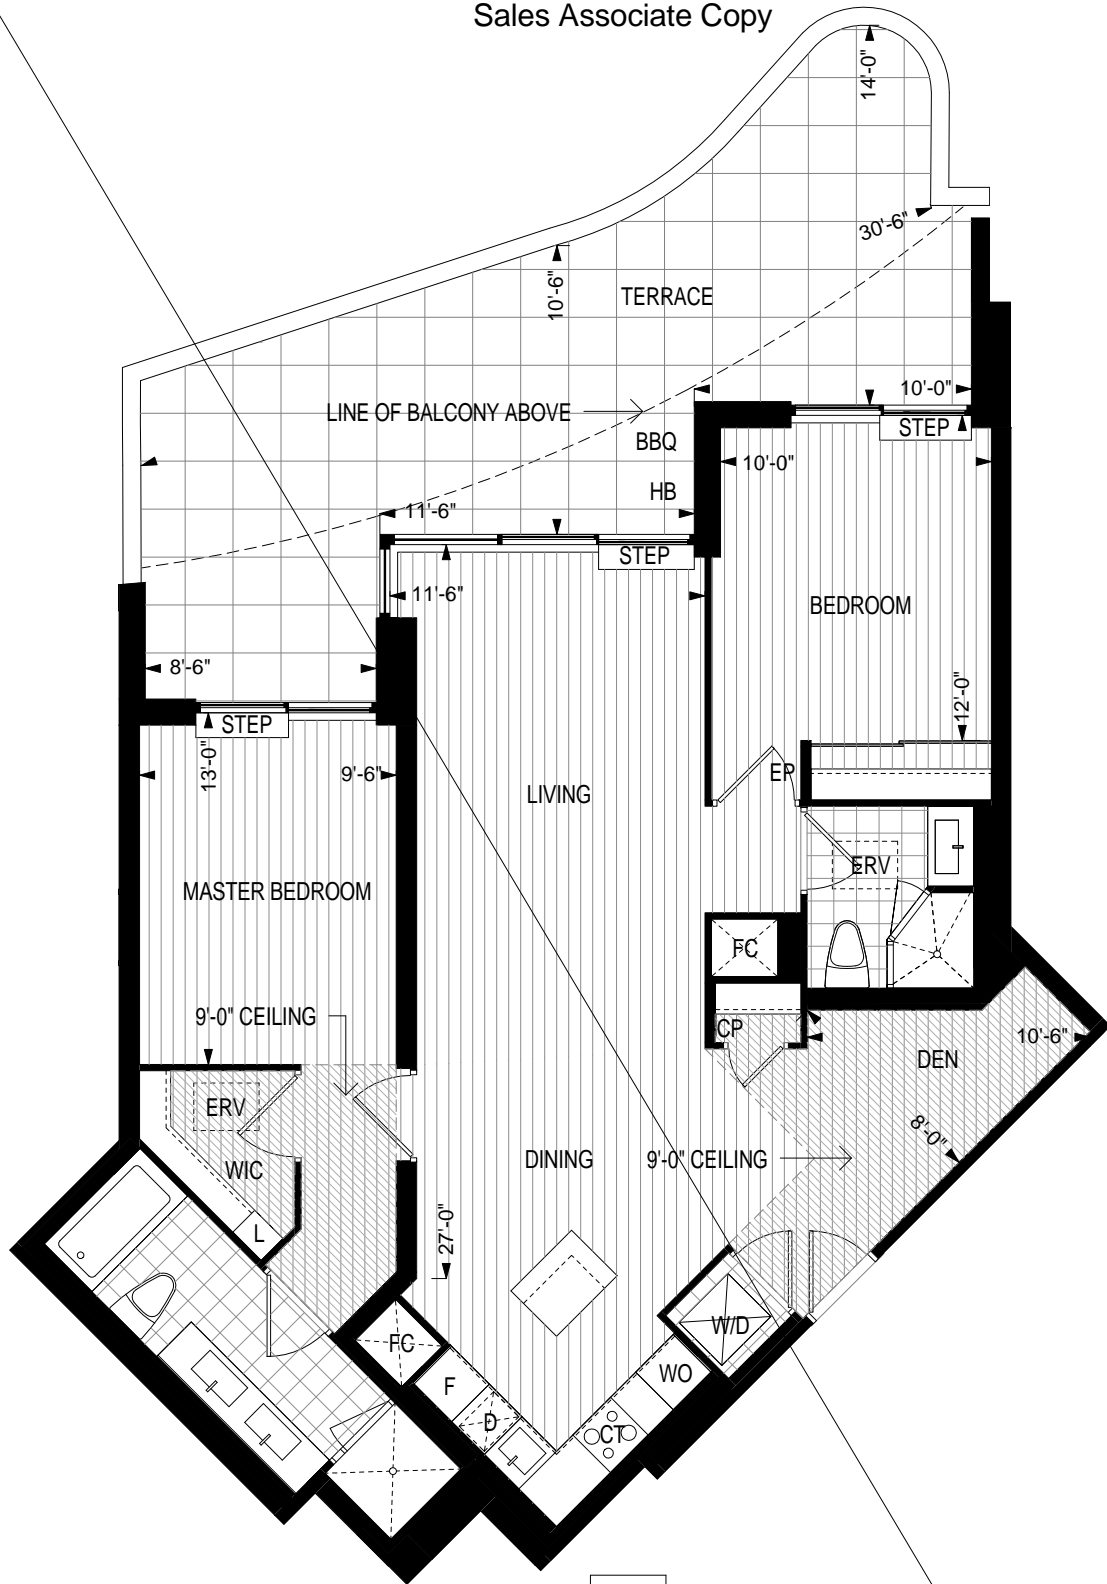 Sales Associate Copy
14'-0"
30'-6"
10'-6"
TERRACE
10'-0"
LINE OF BALCONY ABOVE
STEP
BBQ
10'-0"
HB
11'-6"
STEP
11'-6"
BEDROOM
8'-6"
12'-0"
STEP
13'-0"
9'-6"
EP
LIVING
ERV
MASTER BEDROOM
FC
9'-0" CEILING
CP
10'-6"
DEN
ERV
8'-0"
WIC
DINING
9'-0" CEILING
L
27'-0"
W/D
FC
WO
F
D
CT